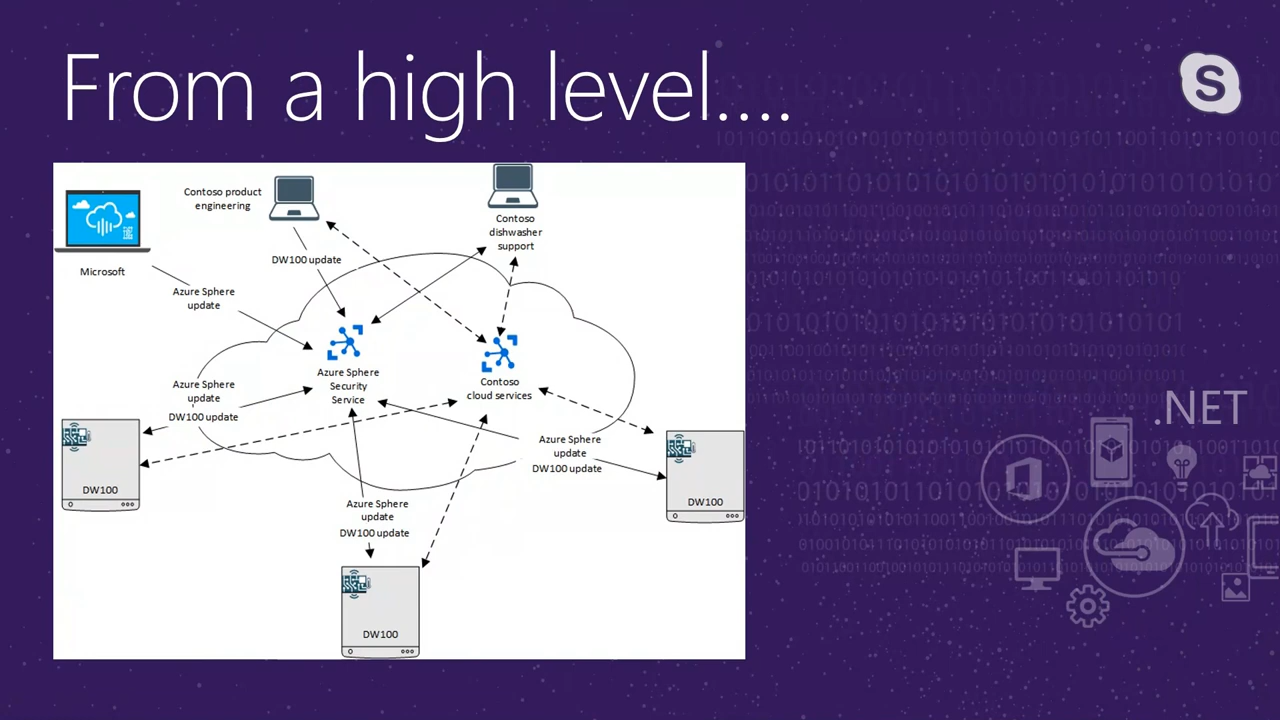 From a high level....
S
Contoso product
engineering
Contoso
dishwasher
support
Microsoft
DW100 update
Azure Sphere
update
Azure Sphere
Security
Service
Contoso
cloud services
Azure Sphere
update
DW100 update
DW100
Azure Sphere
update
DW100 update
DW100
Azure Sphere
update
DW100 update
DW100
.NET